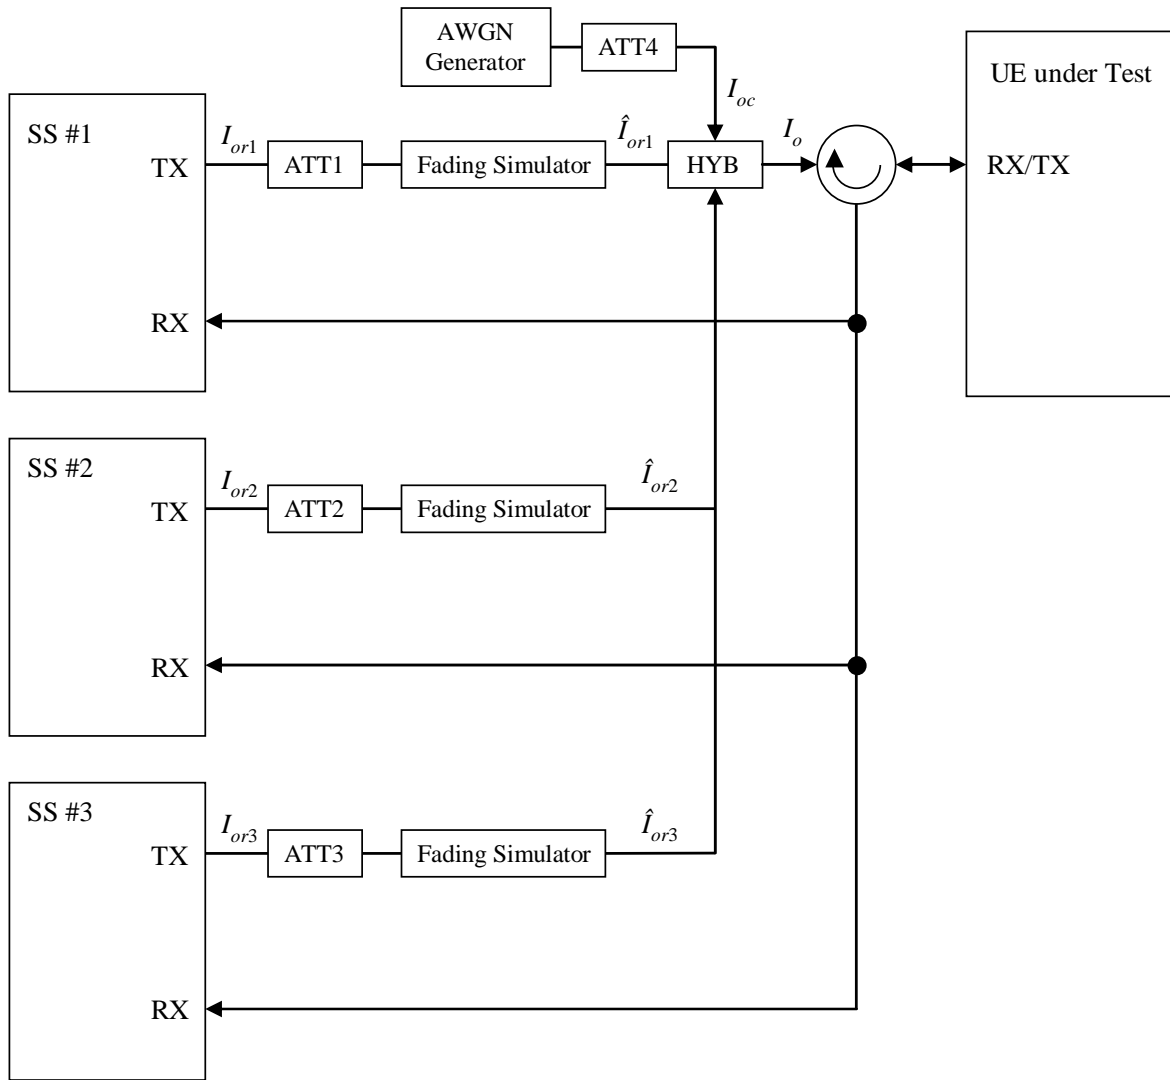 AWGN
Generator
ATT4
UE under Test
I_oc
SS #1
I_or1
Î_or1
I_o
TX
ATT1
Fading Simulator
HYB
RX/TX
RX
SS #2
I_or2
Î_or2
TX
ATT2
Fading Simulator
RX
SS #3
I_or3
Î_or3
TX
ATT3
Fading Simulator
RX